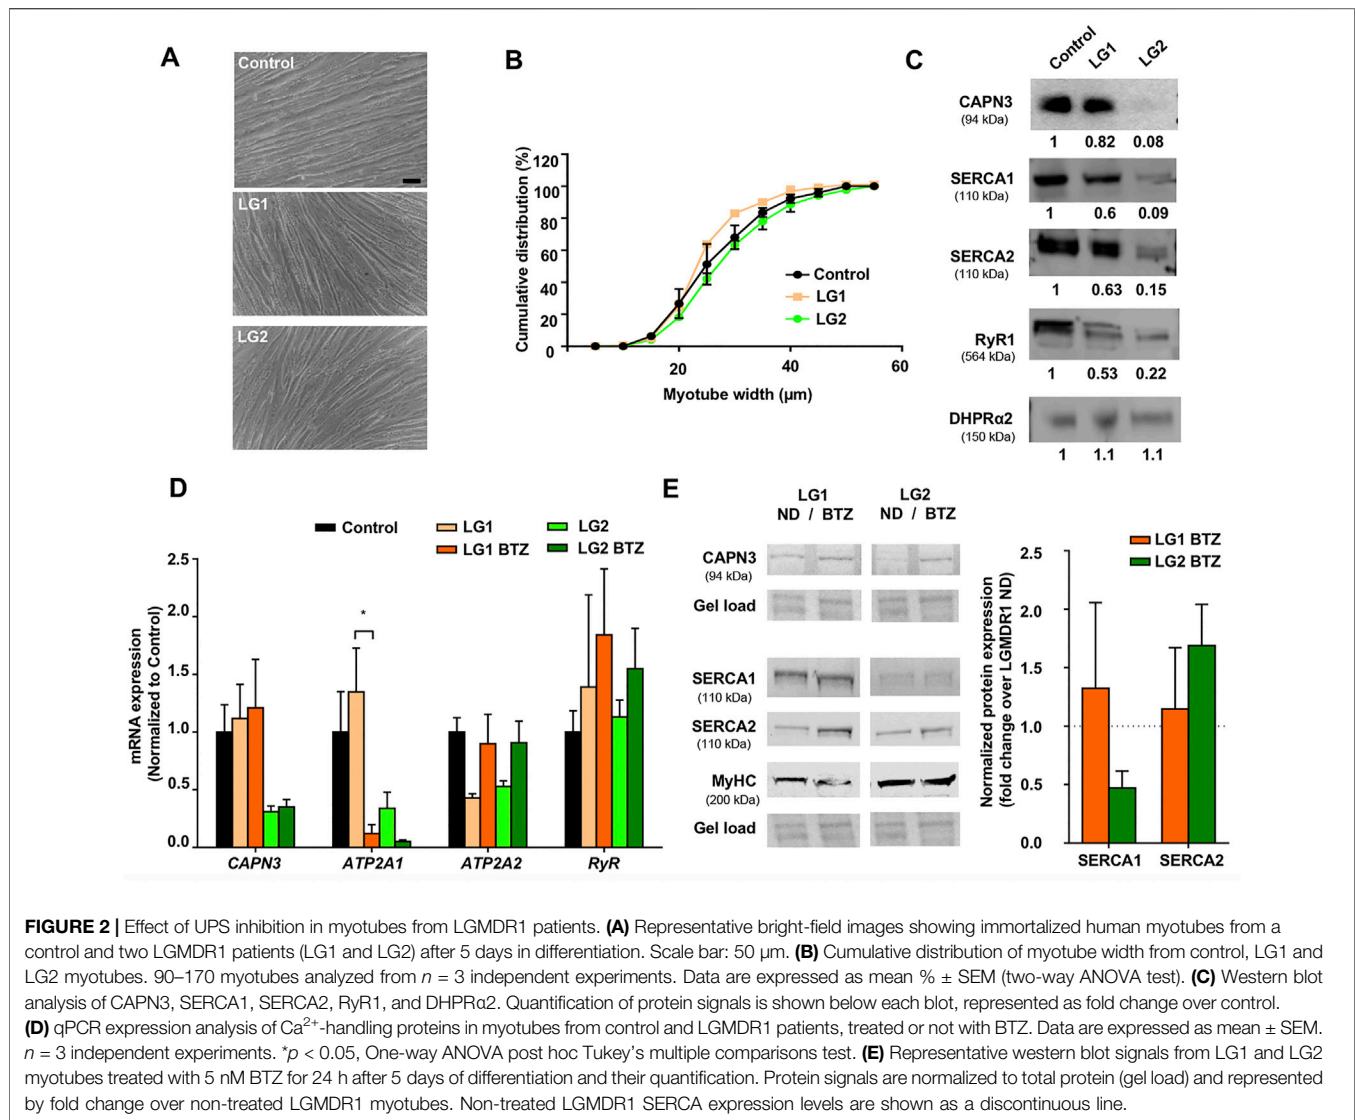 A
Control
LG1
LG2
B
Cumulative distribution (%)
120
100
80
60
40
20
0
20
40
60
Myotube width (µm)
Control
LG1
LG2
C
Control
LG1
LG2
CAPN3
(94 kDa)
1 0.82 0.08
SERCA1
(110 kDa)
1 0.6 0.09
SERCA2
(110 kDa)
1 0.63 0.15
RyR1
(564 kDa)
1 0.53 0.22
DHPRα2
(150 kDa)
1 1.1 1.1
D
Control
LG1
LG2
LG1 BTZ
LG2 BTZ
mRNA expression
(Normalized to Control)
2.5
2.0
1.5
1.0
0.5
0.0
*
CAPN3 ATP2A1 ATP2A2 RyR
E
LG1 LG2
ND / BTZ ND / BTZ
CAPN3
(94 kDa)
Gel load
SERCA1
(110 kDa)
SERCA2
(110 kDa)
MyHC
(200 kDa)
Gel load
LG1 BTZ
LG2 BTZ
Normalized protein expression
(fold change over LGMDR1 ND)
2.5
2.0
1.5
1.0
0.5
0.0
SERCA1 SERCA2
FIGURE 2 | Effect of UPS inhibition in myotubes from LGMDR1 patients. (A) Representative bright-field images showing immortalized human myotubes from a
control and two LGMDR1 patients (LG1 and LG2) after 5 days in differentiation. Scale bar: 50 µm. (B) Cumulative distribution of myotube width from control, LG1 and
LG2 myotubes. 90–170 myotubes analyzed from n = 3 independent experiments. Data are expressed as mean % ± SEM (two-way ANOVA test). (C) Western blot
analysis of CAPN3, SERCA1, SERCA2, RyR1, and DHPRα2. Quantification of protein signals is shown below each blot, represented as fold change over control.
(D) qPCR expression analysis of Ca²⁺-handling proteins in myotubes from control and LGMDR1 patients, treated or not with BTZ. Data are expressed as mean ± SEM.
n = 3 independent experiments. *p < 0.05, One-way ANOVA post hoc Tukey’s multiple comparisons test. (E) Representative western blot signals from LG1 and LG2
myotubes treated with 5 nM BTZ for 24 h after 5 days of differentiation and their quantification. Protein signals are normalized to total protein (gel load) and represented
by fold change over non-treated LGMDR1 myotubes. Non-treated LGMDR1 SERCA expression levels are shown as a discontinuous line.